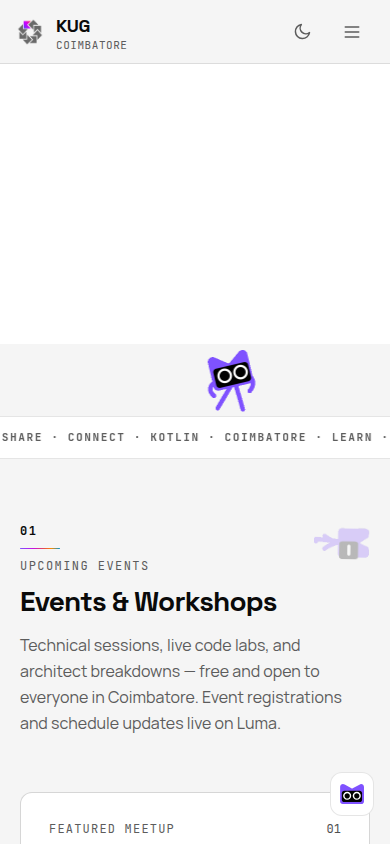 KUG
COIMBATORE
SHARE · CONNECT · KOTLIN · COIMBATORE · LEARN ·
01
UPCOMING EVENTS
Events & Workshops
Technical sessions, live code labs, and
architect breakdowns — free and open to
everyone in Coimbatore. Event registrations
and schedule updates live on Luma.
FEATURED MEETUP 01